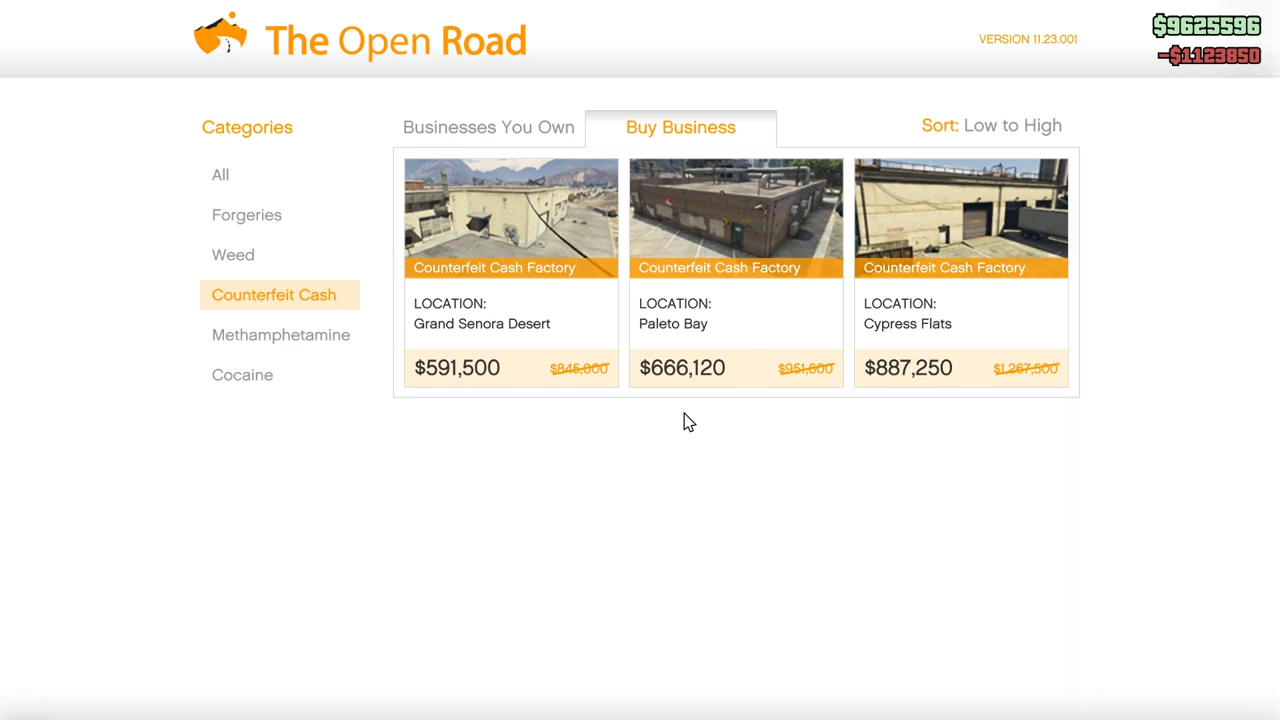 The Open Road
VERSION 11.23.001
$9625596
-$1123850
Categories
Businesses You Own
Buy Business
Sort: Low to High
All
Forgeries
Weed
Counterfeit Cash
Methamphetamine
Cocaine
Counterfeit Cash Factory
LOCATION:
Grand Senora Desert
$591,500 $845,000
Counterfeit Cash Factory
LOCATION:
Paleto Bay
$666,120 $951,600
Counterfeit Cash Factory
LOCATION:
Cypress Flats
$887,250 $1,267,500